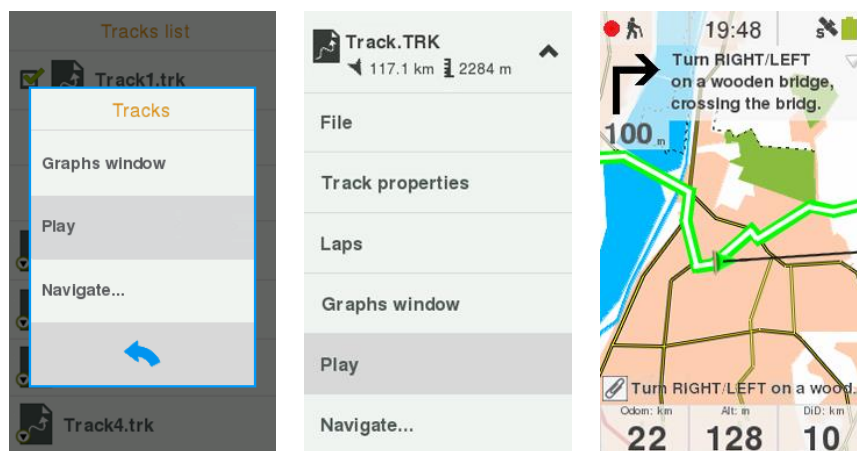 Tracks list
Track1.trk
Tracks
Graphs window
Play
Navigate...
Track4.trk
Track.TRK
117.1 km 2284 m
File
Track properties
Laps
Graphs window
Play
Navigate...
19:48
S
Turn RIGHT/LEFT
on a wooden bridge,
crossing the bridg.
100 m
Turn RIGHT/LEFT on a wood.
Odom: km Alt: m DiD: km
22 128 10